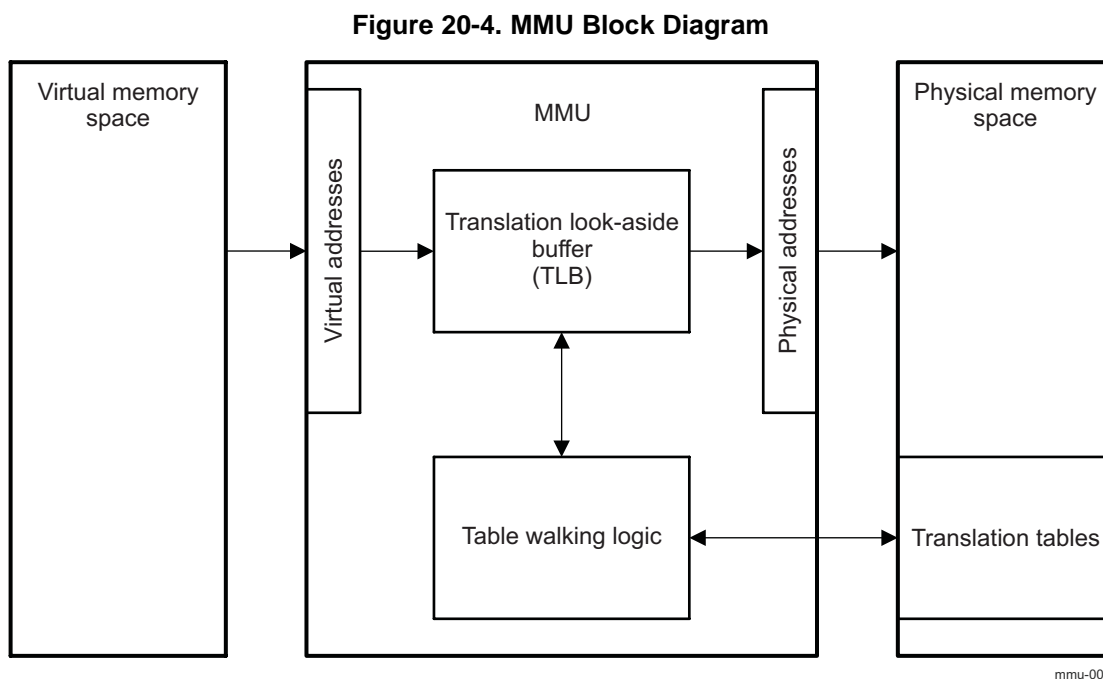 Figure 20-4. MMU Block Diagram
Virtual memory
space
MMU
Physical memory
space
Virtual addresses
Translation look-aside
buffer
(TLB)
Physical addresses
Table walking logic
Translation tables
mmu-00